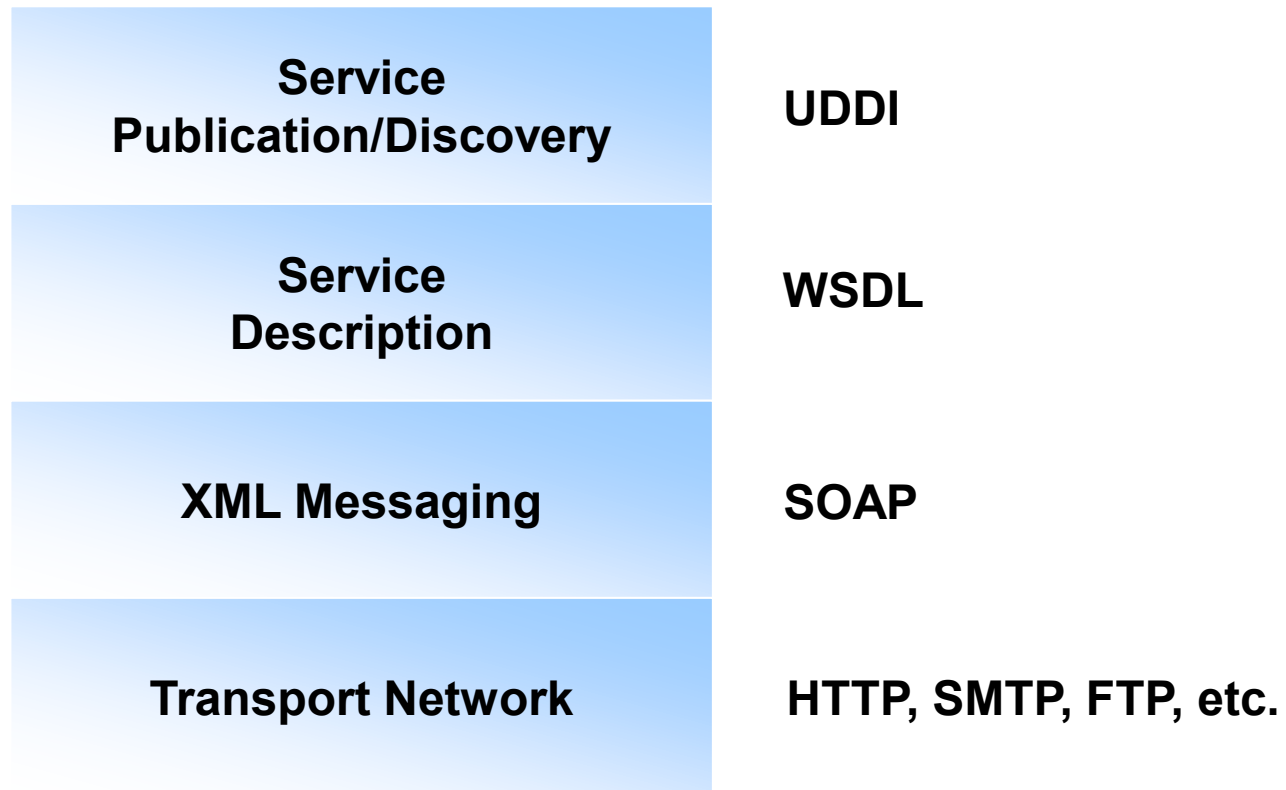 Service
Publication/Discovery
UDDI
Service
Description
WSDL
XML Messaging
SOAP
Transport Network
HTTP, SMTP, FTP, etc.